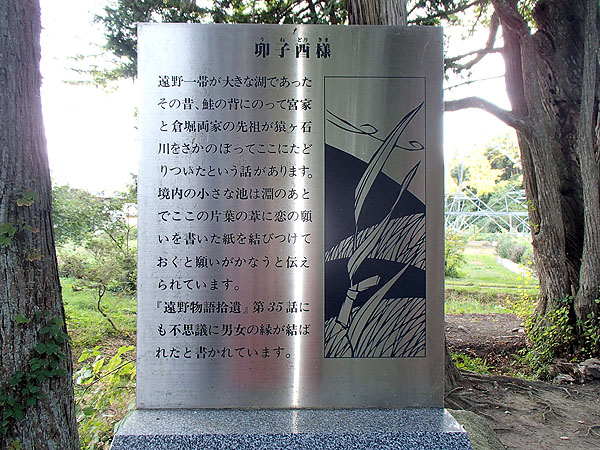 うねどりさま
卯子酉様
遠野一帯が大きな湖であった
その昔、鮭の背にのって宮家
と倉堀両家の先祖が猿ヶ石
川をさかのぼってここにたど
りついたという話があります。
境内の小さな池は淵のあと
でここの片葉の葦に恋の願
いを書いた紙を結びつけて
おくと願いがかなうと伝え
られています。
『遠野物語拾遺』第35話に
も不思議に男女の縁が結ば
れたと書かれています。